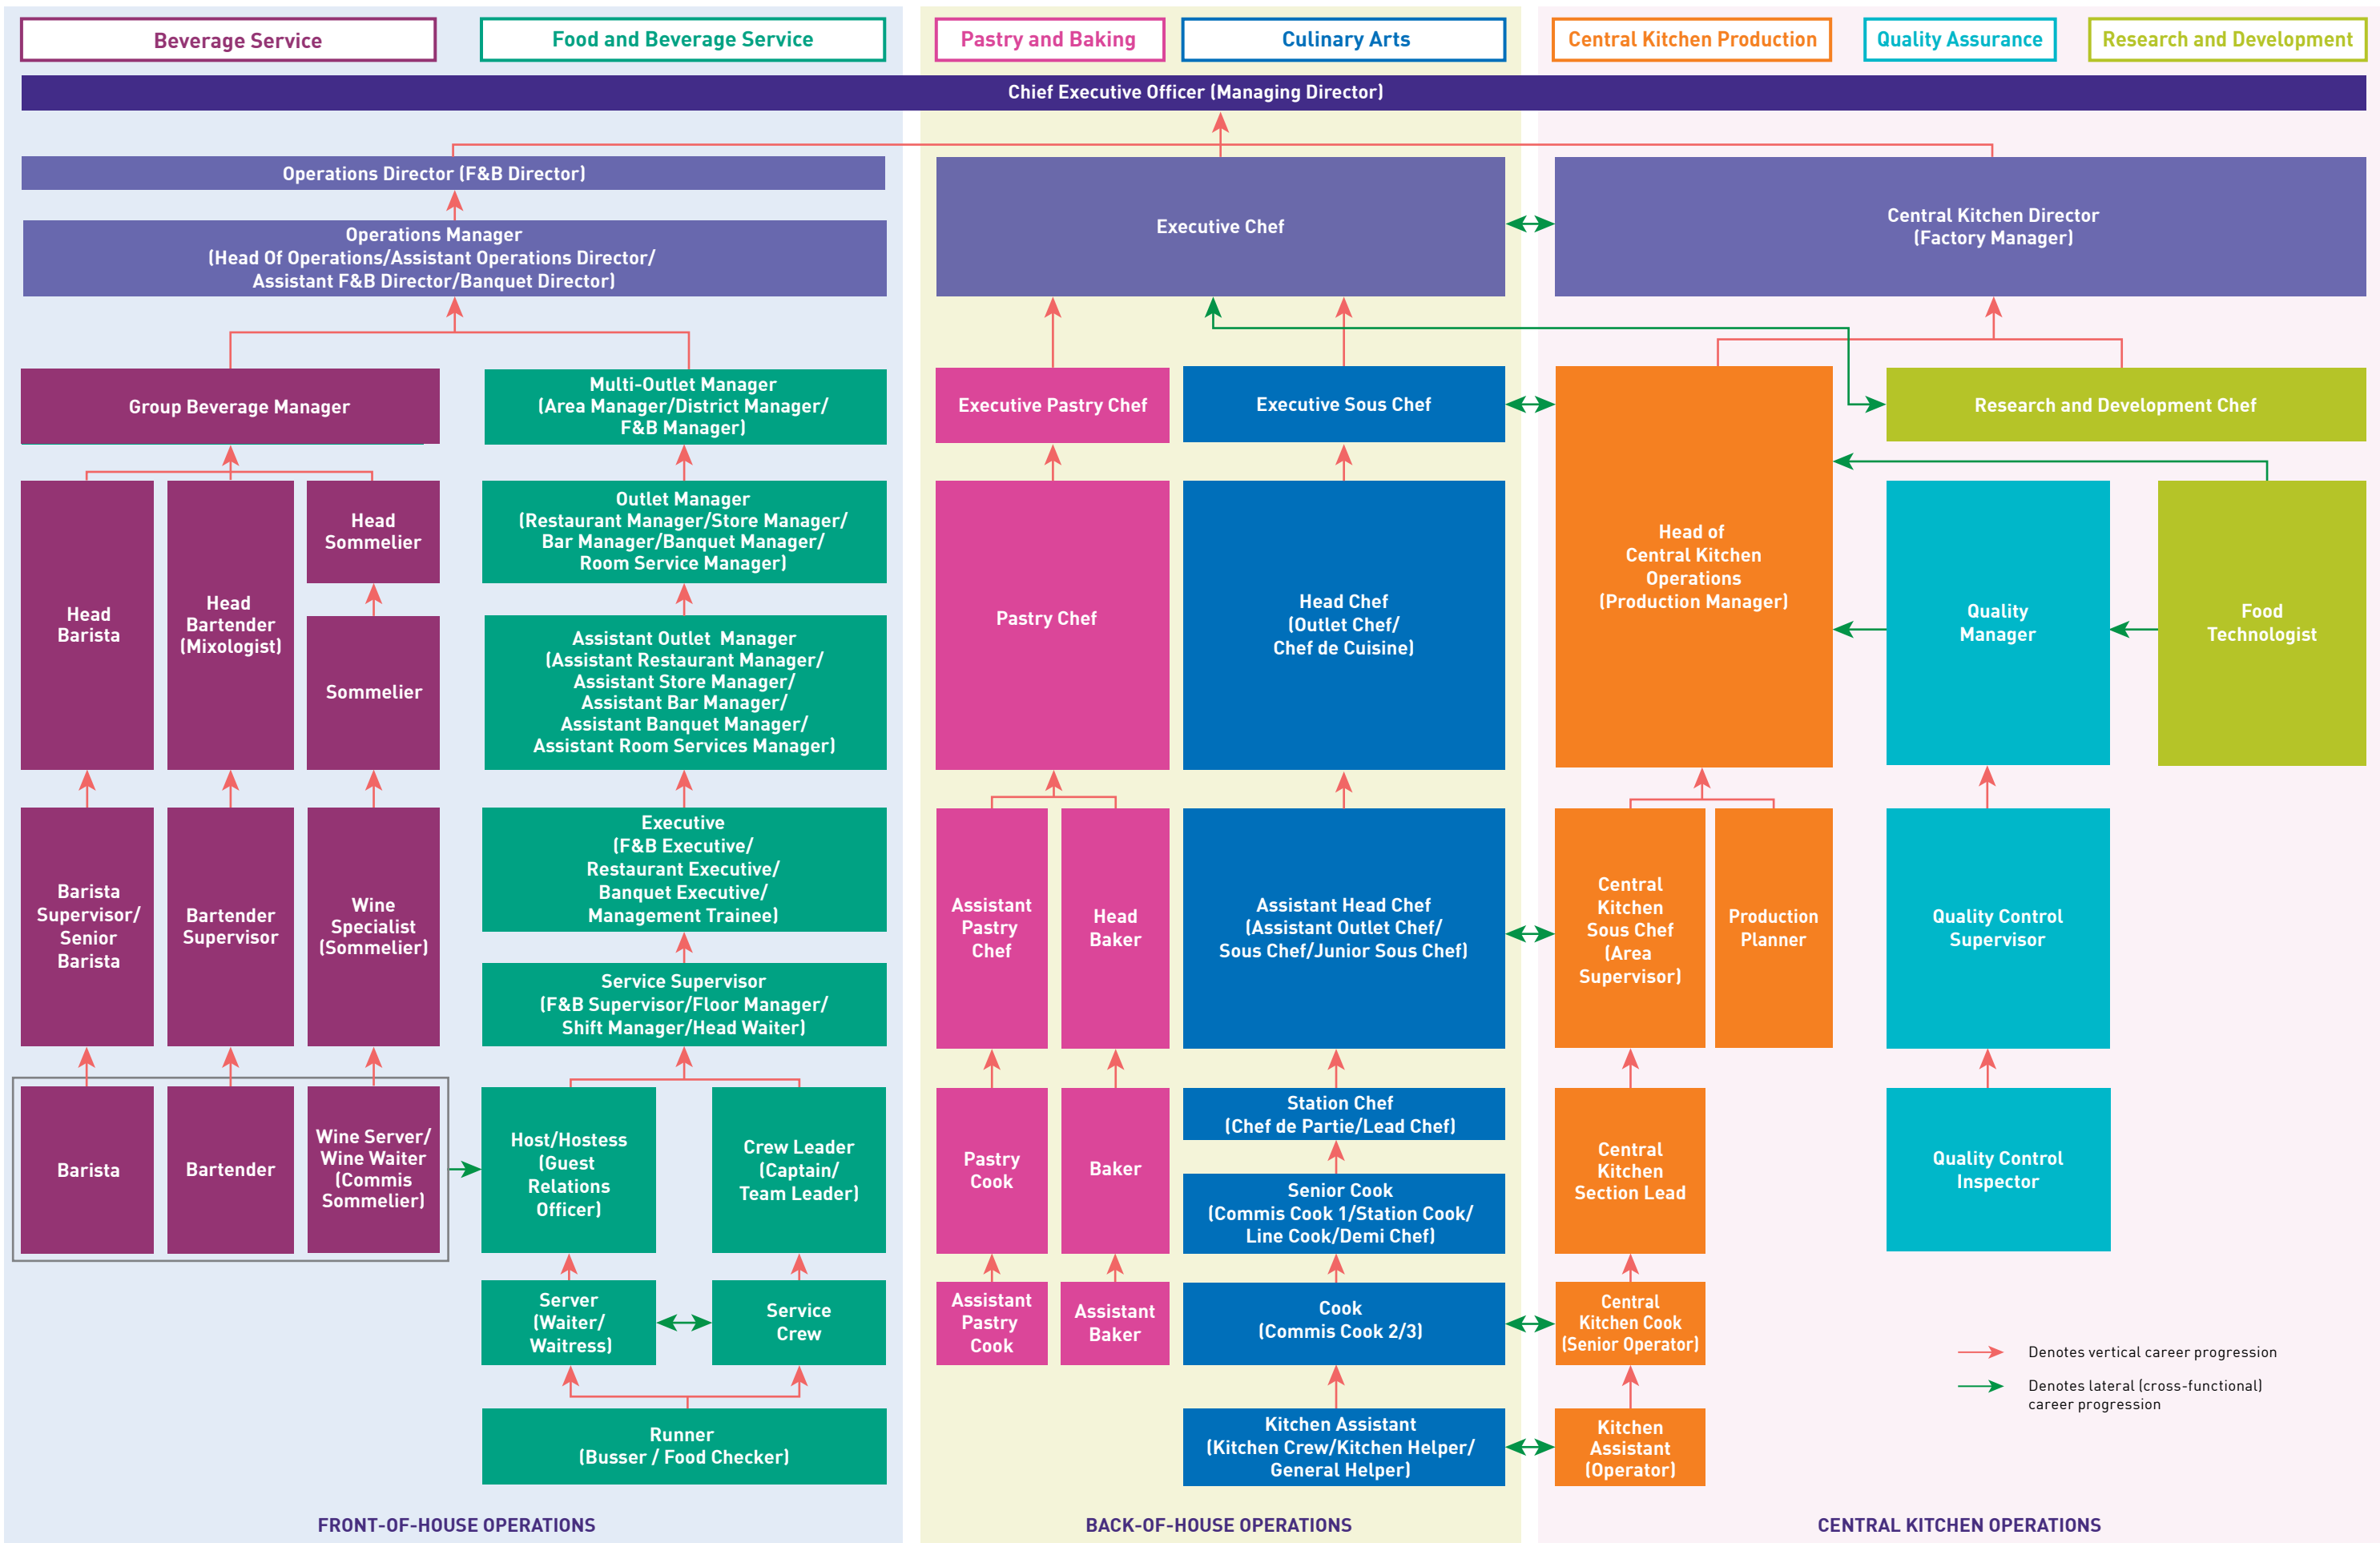 Beverage Service
Food and Beverage Service
Pastry and Baking
Culinary Arts
Central Kitchen Production
Quality Assurance
Research and Development
Chief Executive Officer (Managing Director)
Operations Director (F&B Director)
Operations Manager
(Head Of Operations/Assistant Operations Director/
Assistant F&B Director/Banquet Director)
Executive Chef
Central Kitchen Director
(Factory Manager)
Group Beverage Manager
Multi-Outlet Manager
(Area Manager/District Manager/
F&B Manager)
Executive Pastry Chef
Executive Sous Chef
Research and Development Chef
Head
Barista
Head
Bartender
(Mixologist)
Head
Sommelier
Sommelier
Outlet Manager
(Restaurant Manager/Store Manager/
Bar Manager/Banquet Manager/
Room Service Manager)
Assistant Outlet  Manager
(Assistant Restaurant Manager/
Assistant Store Manager/
Assistant Bar Manager/
Assistant Banquet Manager/
Assistant Room Services Manager)
Pastry Chef
Head Chef
(Outlet Chef/
Chef de Cuisine)
Head of
Central Kitchen
Operations
(Production Manager)
Quality
Manager
Food
Technologist
Barista
Supervisor/
Senior
Barista
Bartender
Supervisor
Wine
Specialist
(Sommelier)
Executive
(F&B Executive/
Restaurant Executive/
Banquet Executive/
Management Trainee)
Service Supervisor
(F&B Supervisor/Floor Manager/
Shift Manager/Head Waiter)
Assistant
Pastry
Chef
Head
Baker
Assistant Head Chef
(Assistant Outlet Chef/
Sous Chef/Junior Sous Chef)
Central
Kitchen
Sous Chef
(Area
Supervisor)
Production
Planner
Quality Control
Supervisor
Barista
Bartender
Wine Server/
Wine Waiter
(Commis
Sommelier)
Host/Hostess
(Guest
Relations
Officer)
Crew Leader
(Captain/
Team Leader)
Pastry
Cook
Baker
Station Chef
(Chef de Partie/Lead Chef)
Senior Cook
(Commis Cook 1/Station Cook/
Line Cook/Demi Chef)
Central
Kitchen
Section Lead
Quality Control
Inspector
Server
(Waiter/
Waitress)
Service
Crew
Assistant
Pastry
Cook
Assistant
Baker
Cook
(Commis Cook 2/3)
Central
Kitchen Cook
(Senior Operator)
Runner
(Busser / Food Checker)
Kitchen Assistant
(Kitchen Crew/Kitchen Helper/
General Helper)
Kitchen
Assistant
(Operator)
Denotes vertical career progression
Denotes lateral (cross-functional)
career progression
FRONT-OF-HOUSE OPERATIONS
BACK-OF-HOUSE OPERATIONS
CENTRAL KITCHEN OPERATIONS